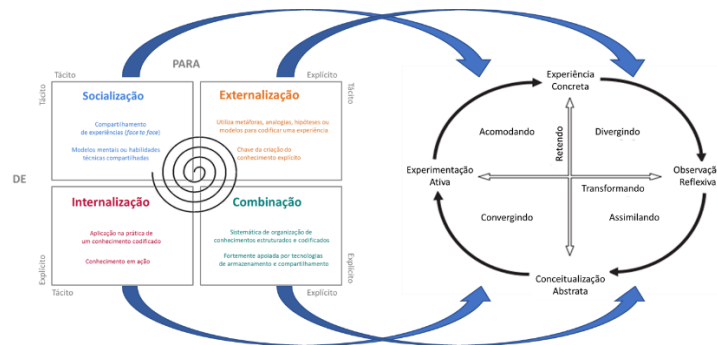 PARA
Tácito
Explícito
Tácito
Tácito
DE
Socialização
Compartilhamento
de experiências (face to face)
Modelos mentais ou habilidades
técnicas compartilhadas
Externalização
Utiliza metáforas, analogias, hipóteses ou
modelos para codificar uma experiência
Chave da criação do
conhecimento explícito
Internalização
Aplicação na prática de
um conhecimento codificado
Conhecimento em ação
Combinação
Sistemática de organização de
conhecimentos estruturados e codificados
Fortemente apoiada por tecnologias
de armazenamento e compartilhamento
Explícito
Explícito
Tácito
Explícito
Experiência
Concreta
Acomodando
Divergindo
Retendo
Experimentação
Ativa
Observação
Reflexiva
Transformando
Convergindo
Assimilando
Conceitualização
Abstrata